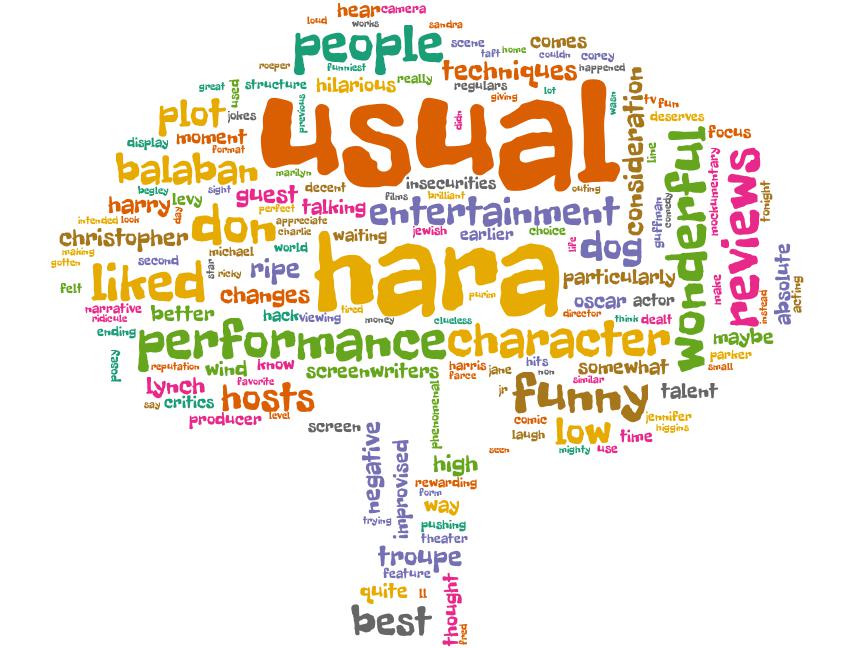 hear camera
loud works sandra
people scene comes
taft home couldn corey
roeper funniest techniques happened
great used structure hilarious really regulars lot
previous giving wasn tv fun
plot jokes usual didn consideration deserves
display moment format line wonderful focus
balaban marilyn insecurities mockumentary reviews
begley sight guest decent films brilliant outing
harry levy perfect talking entertainment guffman comedy tonight
intended look day don appreciate charlie
christopher waiting jewish earlier choice life dog
making michael world hara
gotten second star ricky ripe particularly absolute
felt liked changes purim oscar actor make instead acting
narrative better tired director
ridicule hack viewing money clueless think dealt
ending performance character maybe
posey reputation wind know screenwriters harris jane hits non somewhat parker
lynch favorite farce similar small
say critics hosts phenomenal jr funny talent
producer level comic jennifer
screen laugh low time higgins
negative improvised seen mighty use
high
rewarding
form
way
trying pushing
theater
troupe
feature
thought
quite ll
best fred